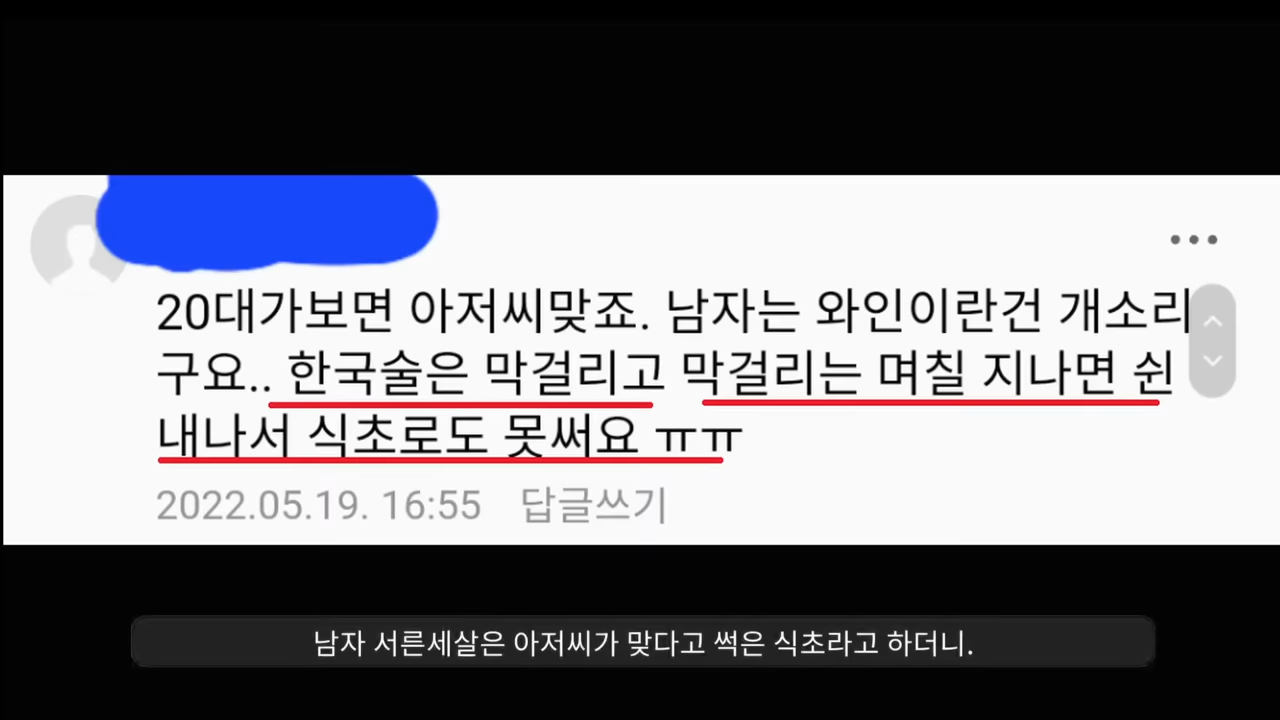 20대가보면 아저씨맞죠. 남자는 와인이란건 개소리
구요.. 한국술은 막걸리고 막걸리는 며칠 지나면 쉰
내나서 식초로도 못써요 ㅠㅠ
2022.05.19. 16:55 답글쓰기
남자 서른세살은 아저씨가 맞다고 썩은 식초라고 하더니.